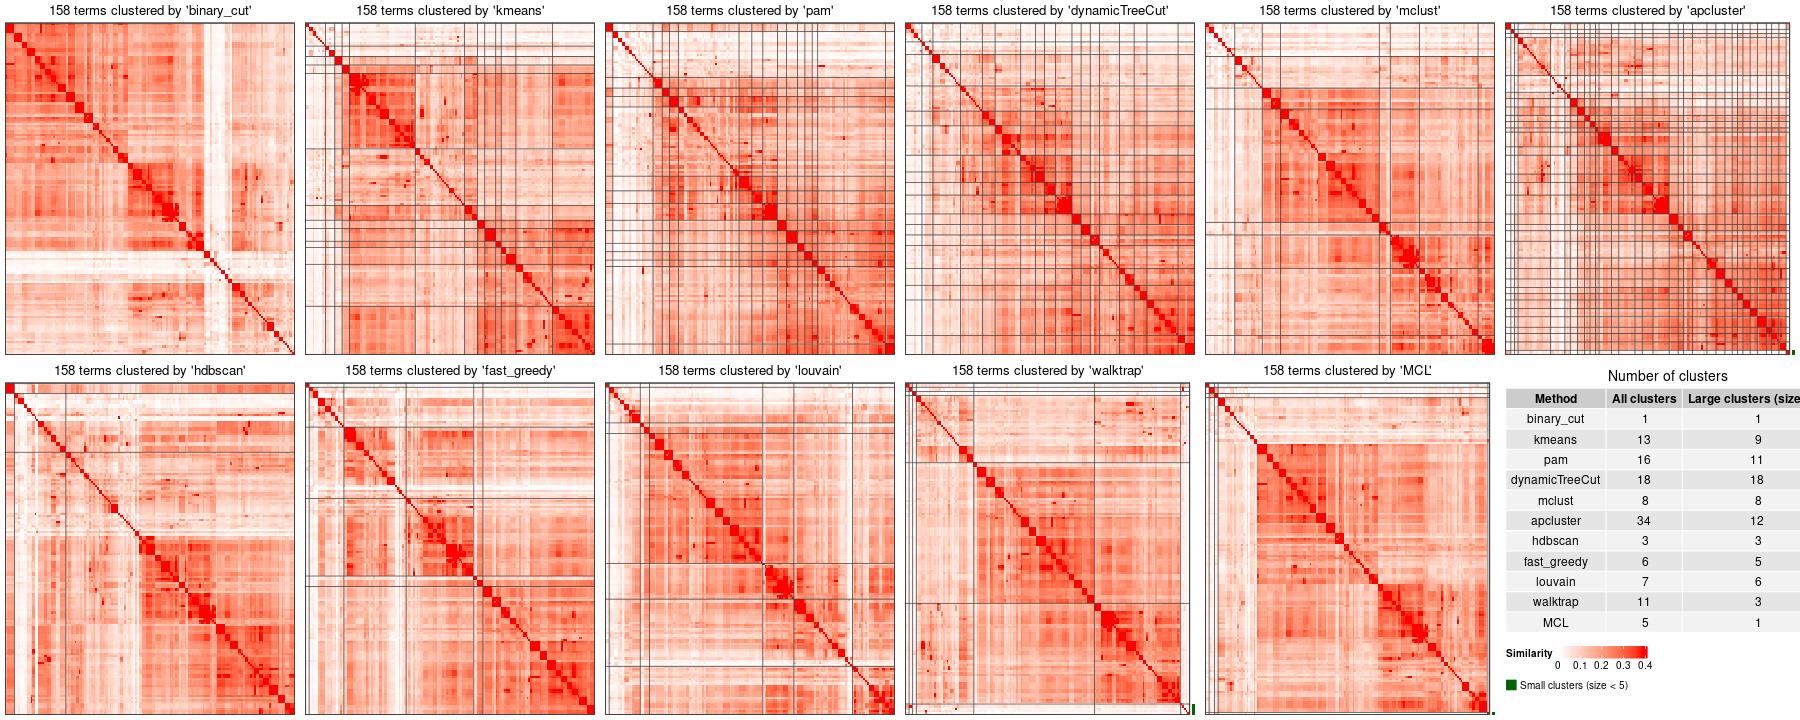 158 terms clustered by 'binary_cut'
158 terms clustered by 'kmeans'
158 terms clustered by 'pam'
158 terms clustered by 'dynamicTreeCut'
158 terms clustered by 'mclust'
158 terms clustered by 'apcluster'
158 terms clustered by 'hdbscan'
158 terms clustered by 'fast_greedy'
158 terms clustered by 'louvain'
158 terms clustered by 'walktrap'
158 terms clustered by 'MCL'
Number of clusters
Method All clusters Large clusters (size
binary_cut 1 1
kmeans 13 9
pam 16 11
dynamicTreeCut 18 18
mclust 8 8
apcluster 34 12
hdbscan 3 3
fast_greedy 6 5
louvain 7 6
walktrap 11 3
MCL 5 1
Similarity
0 0.1 0.2 0.3 0.4
Small clusters (size < 5)